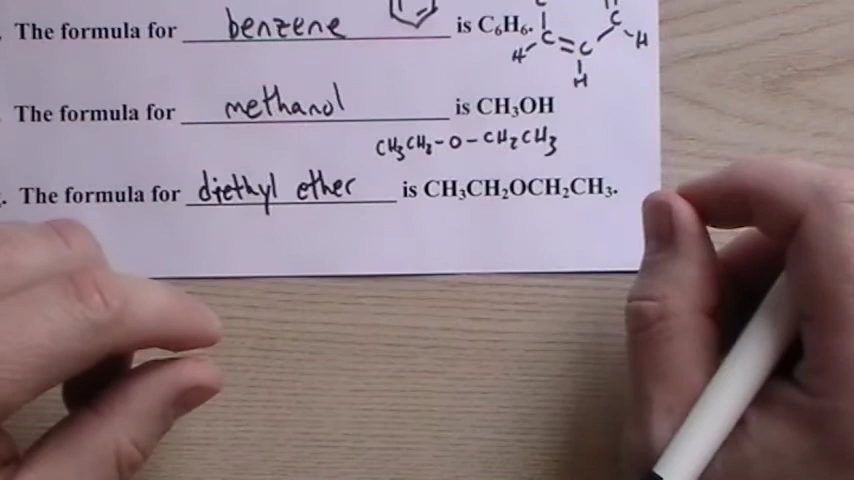 . The formula for benzene is C₆H₆.
C
C
H
C = C
H
H
. The formula for methanol is CH₃OH
CH₃CH₂-O-CH₂CH₃
. The formula for diethyl ether is CH₃CH₂OCH₂CH₃.